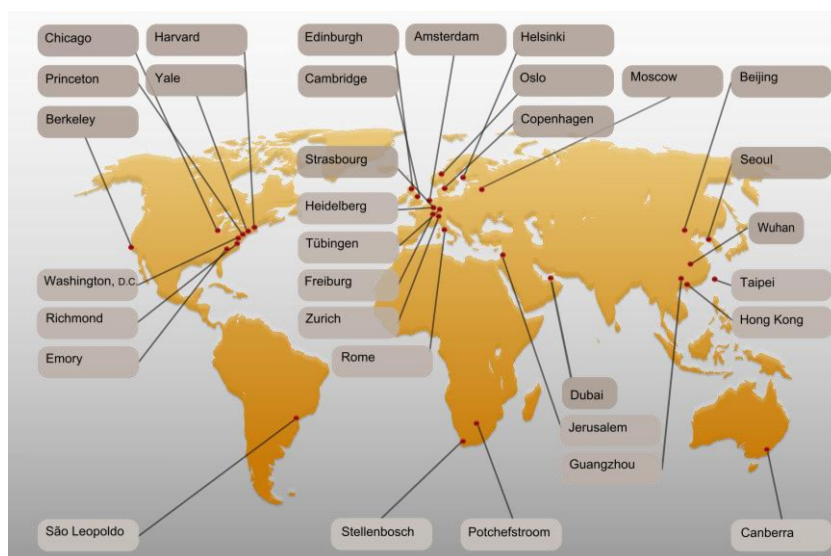 Chicago
Harvard
Edinburgh
Amsterdam
Helsinki
Princeton
Yale
Cambridge
Oslo
Moscow
Beijing
Berkeley
Copenhagen
Strasbourg
Seoul
Heidelberg
Wuhan
Tübingen
Washington, D.C.
Freiburg
Taipei
Richmond
Zurich
Hong Kong
Emory
Rome
Dubai
Jerusalem
Guangzhou
São Leopoldo
Stellenbosch
Potchefstroom
Canberra